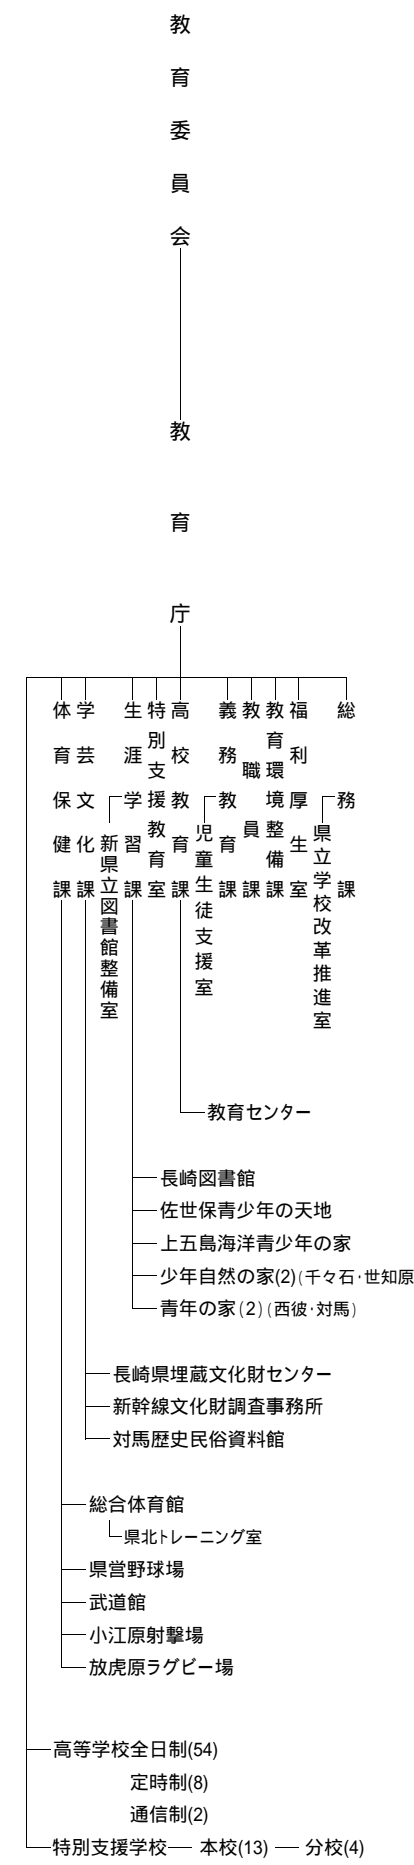 教育委員会
教育庁
総務課
県立学校改革推進室
福利厚生室
教育環境整備課
教職員課
義務教育課
児童生徒支援室
高校教育課
特別支援教育室
生涯学習課
新県立図書館整備室
学芸文化課
体育保健課
教育センター
長崎図書館
佐世保青少年の天地
上五島海洋青少年の家
少年自然の家(2)(千々石・世知原
青年の家(2)(西彼・対馬)
長崎県埋蔵文化財センター
新幹線文化財調査事務所
対馬歴史民俗資料館
総合体育館
県北トレーニング室
県営野球場
武道館
小江原射撃場
放虎原ラグビー場
高等学校全日制(54)
定時制(8)
通信制(2)
特別支援学校 本校(13) 分校(4)